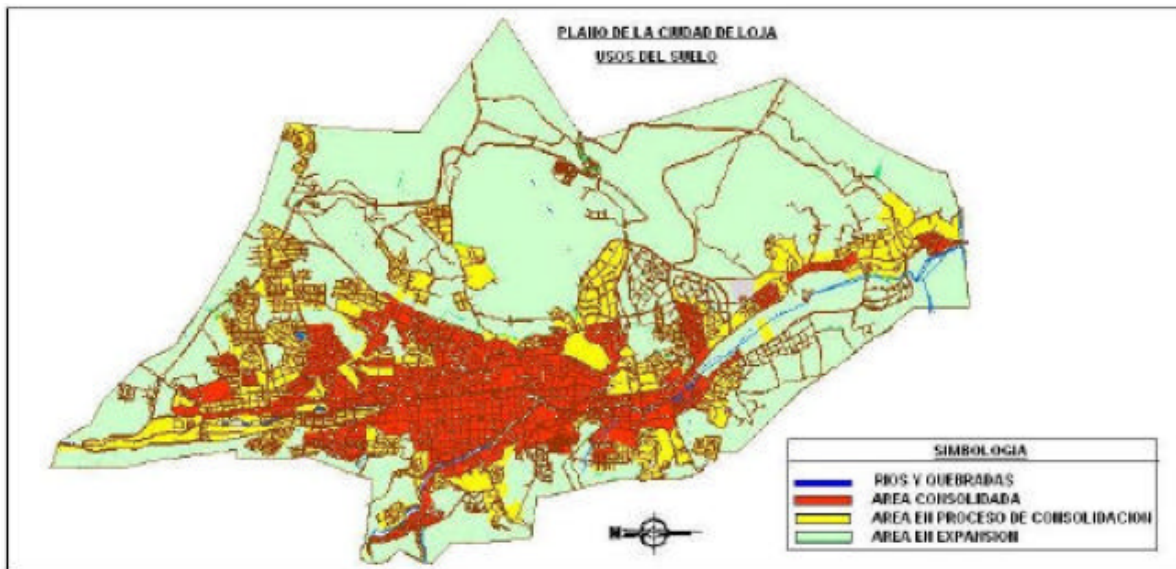 PLANO DE LA CIUDAD DE LOJA
USOS DEL SUELO
SIMBOLOGIA
RIOS Y QUEBRADAS
AREA CONSOLIDADA
AREA EN PROCESO DE CONSOLIDACION
AREA EN EXPANSION
N